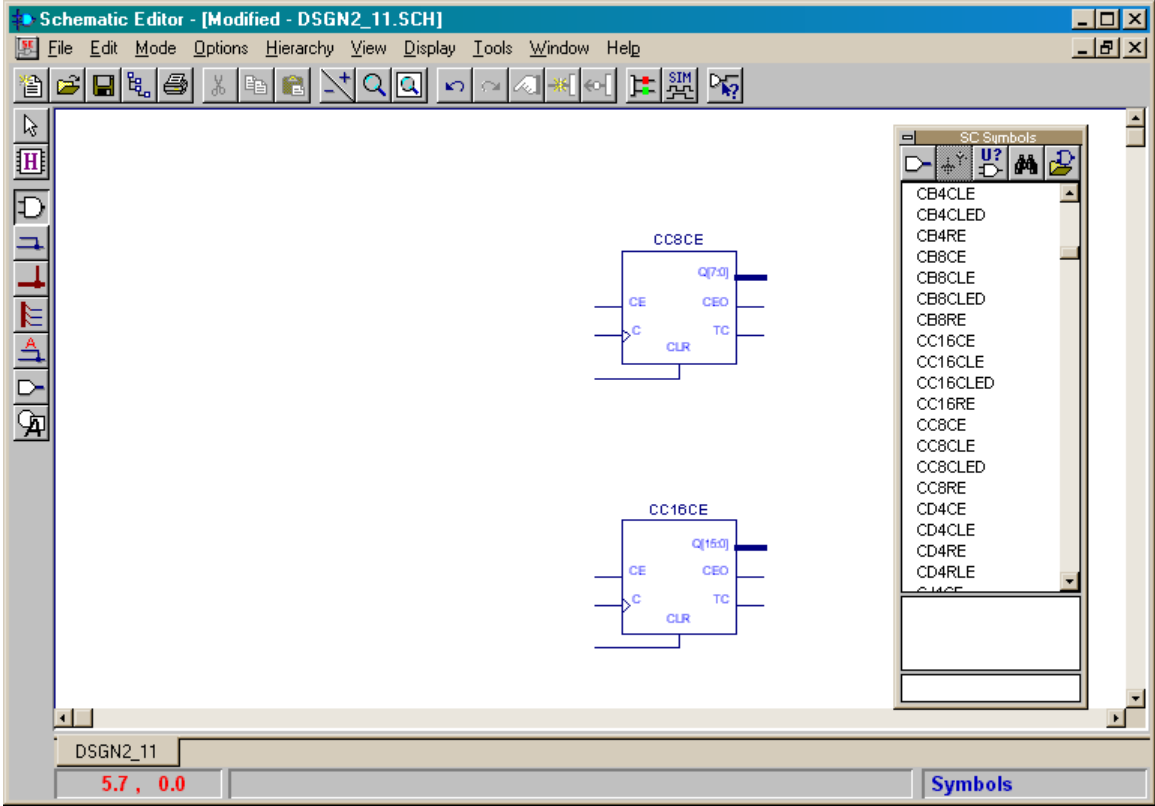 Schematic Editor - [Modified - DSGN2_11.SCH]
File Edit Mode Options Hierarchy View Display Tools Window Help
SIM
H
A
A
SC Symbols
U?
CB4CLE
CB4CLED
CB4RE
CB8CE
CB8CLE
CB8CLED
CB8RE
CC16CE
CC16CLE
CC16CLED
CC16RE
CC8CE
CC8CLE
CC8CLED
CC8RE
CD4CE
CD4CLE
CD4RE
CD4RLE
CC8CE
Q[7:0]
CE CEO
C TC
CLR
CC16CE
Q[15:0]
CE CEO
C TC
CLR
DSGN2_11
5.7 , 0.0
Symbols